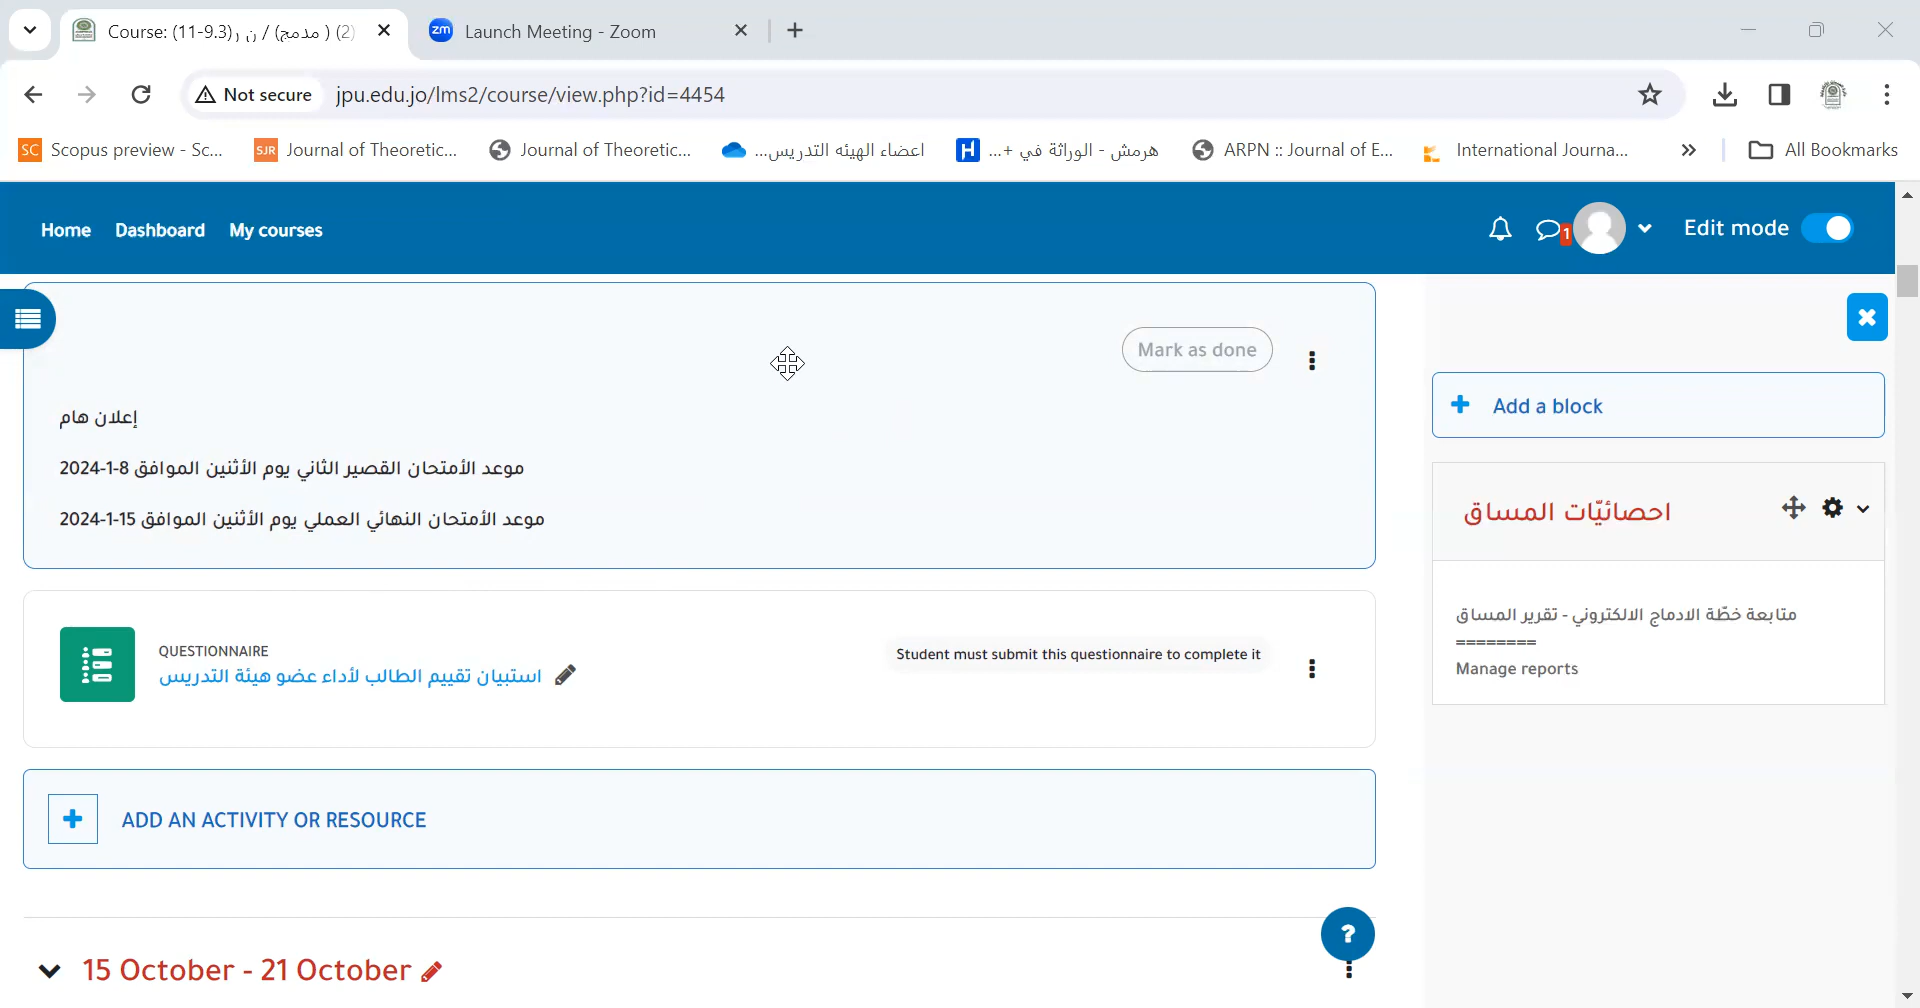 Course: (11-9.3) ر ن / (مدمج ) (2)
Launch Meeting - Zoom
Not secure
jpu.edu.jo/lms2/course/view.php?id=4454
SC Scopus preview - Sc...
SJR Journal of Theoretic...
Journal of Theoretic...
اعضاء الهيئه التدريس...
هرمش - الوراثة في +...
ARPN :: Journal of E...
International Journa...
All Bookmarks
Home
Dashboard
My courses
1
Edit mode
Mark as done
إعلان هام
موعد الأمتحان القصير الثاني يوم الأثنين الموافق 8-1-2024
موعد الأمتحان النهائي العملي يوم الأثنين الموافق 15-1-2024
QUESTIONNAIRE
استبيان تقييم الطالب لأداء عضو هيئة التدريس
Student must submit this questionnaire to complete it
ADD AN ACTIVITY OR RESOURCE
15 October - 21 October
Add a block
احصائيّات المساق
متابعة خطّة الادماج الالكتروني - تقرير المساق
========
Manage reports